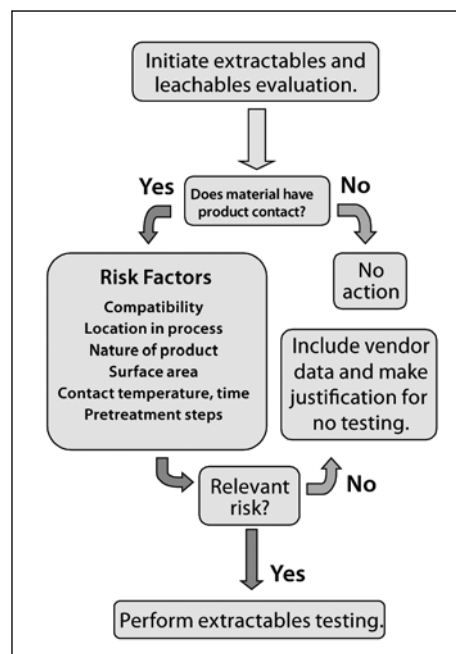 Initiate extractables and
leachables evaluation.
Yes
Does material have
product contact?
No
Risk Factors
Compatibility
Location in process
Nature of product
Surface area
Contact temperature, time
Pretreatment steps
No
action
Include vendor
data and make
justification for
no testing.
Relevant
risk?
No
Yes
Perform extractables testing.